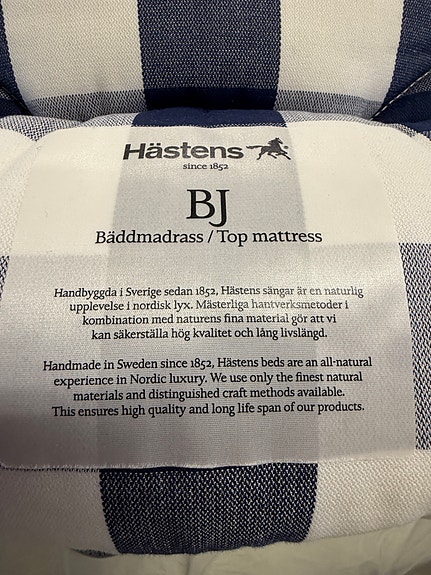 Hästens
since 1852
BJ
Bäddmadrass / Top mattress
Handbyggda i Sverige sedan 1852, Hästens sängar är en naturlig
upplevelse i nordisk lyx. Mästerliga hantverksmetoder i
kombination med naturens fina material gör att vi
kan säkerställa hög kvalitet och lång livslängd.
Handmade in Sweden since 1852, Hästens beds are an all-natural
experience in Nordic luxury. We use only the finest natural
materials and distinguished craft methods available.
This ensures high quality and long life span of our products.